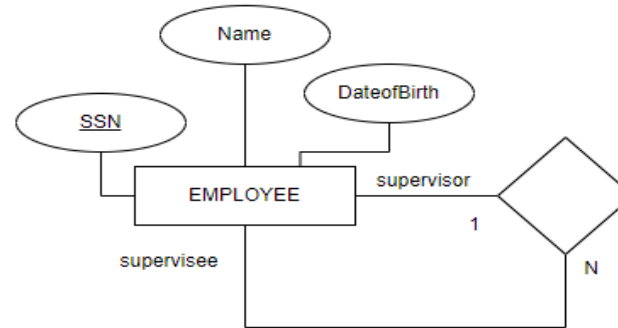 Name
DateofBirth
SSN
EMPLOYEE
supervisor
1
supervisee
N